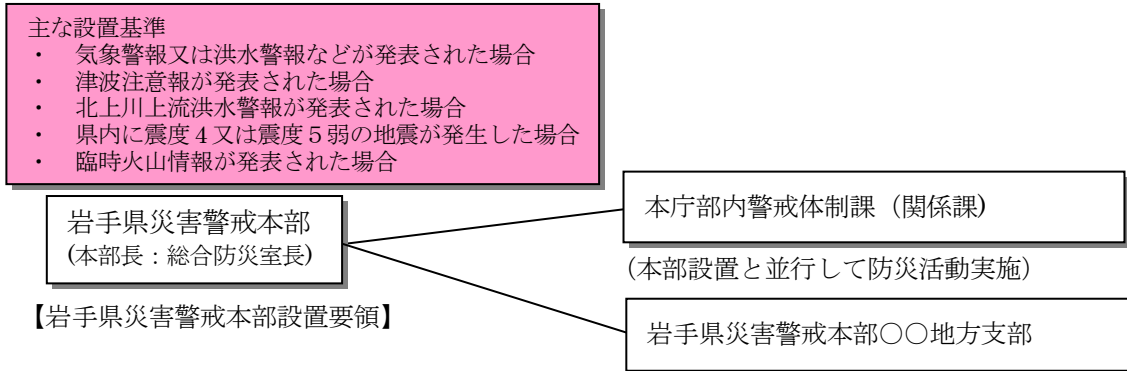 主な設置基準
・ 気象警報又は洪水警報などが発表された場合
・ 津波注意報が発表された場合
・ 北上川上流洪水警報が発表された場合
・ 県内に震度４又は震度５弱の地震が発生した場合
・ 臨時火山情報が発表された場合
岩手県災害警戒本部
(本部長：総合防災室長)
【岩手県災害警戒本部設置要領】
本庁部内警戒体制課（関係課)
（本部設置と並行して防災活動実施）
岩手県災害警戒本部○○地方支部